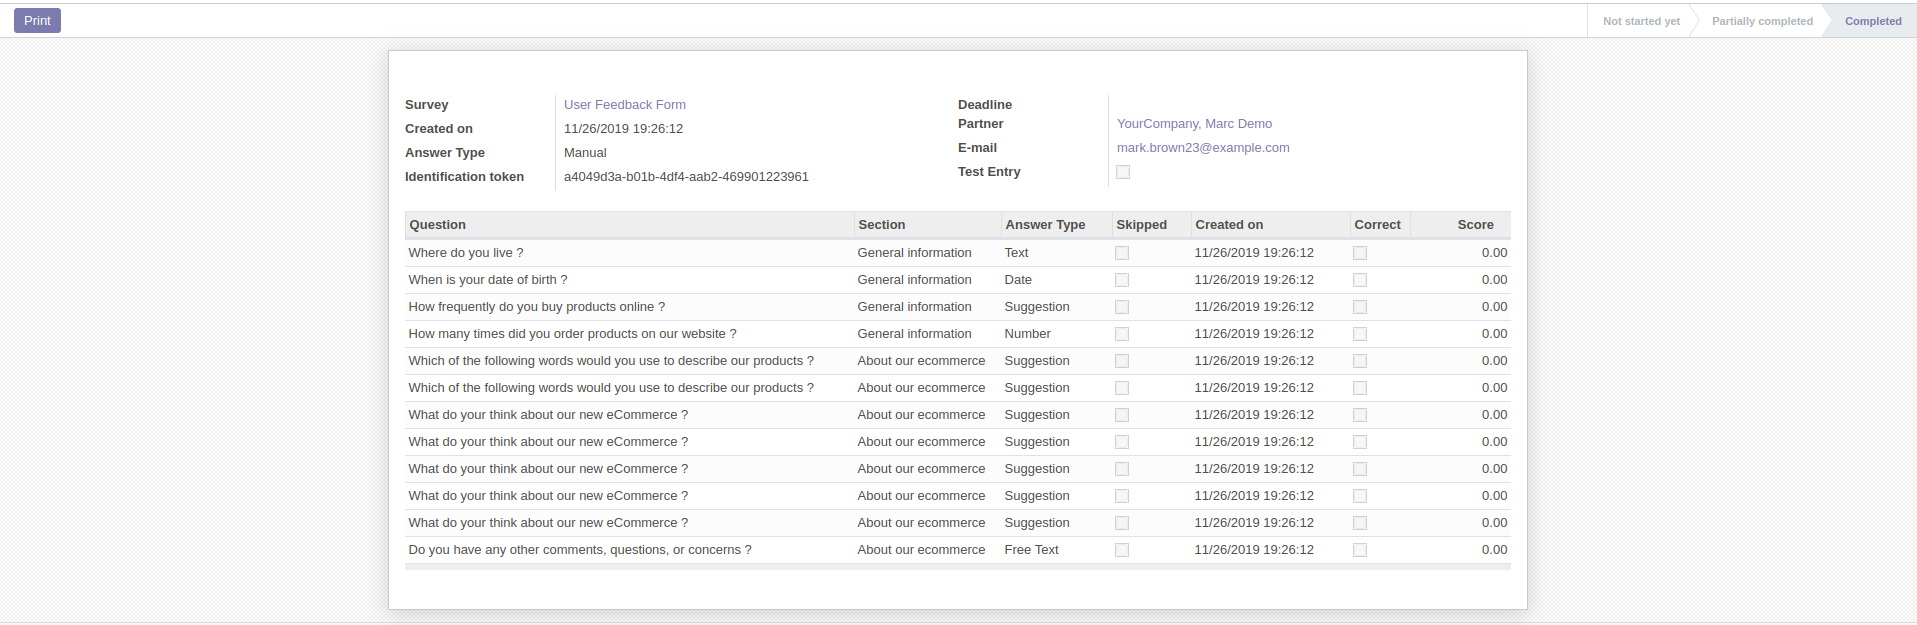 Print
Not started yet Partially completed Completed
Survey User Feedback Form
Created on 11/26/2019 19:26:12
Answer Type Manual
Identification token a4049d3a-b01b-4df4-aab2-469901223961
Deadline
Partner YourCompany, Marc Demo
E-mail mark.brown23@example.com
Test Entry
Question Section Answer Type Skipped Created on Correct Score
Where do you live ? General information Text 11/26/2019 19:26:12 0.00
When is your date of birth ? General information Date 11/26/2019 19:26:12 0.00
How frequently do you buy products online ? General information Suggestion 11/26/2019 19:26:12 0.00
How many times did you order products on our website ? General information Number 11/26/2019 19:26:12 0.00
Which of the following words would you use to describe our products ? About our ecommerce Suggestion 11/26/2019 19:26:12 0.00
Which of the following words would you use to describe our products ? About our ecommerce Suggestion 11/26/2019 19:26:12 0.00
What do your think about our new eCommerce ? About our ecommerce Suggestion 11/26/2019 19:26:12 0.00
What do your think about our new eCommerce ? About our ecommerce Suggestion 11/26/2019 19:26:12 0.00
What do your think about our new eCommerce ? About our ecommerce Suggestion 11/26/2019 19:26:12 0.00
What do your think about our new eCommerce ? About our ecommerce Suggestion 11/26/2019 19:26:12 0.00
What do your think about our new eCommerce ? About our ecommerce Suggestion 11/26/2019 19:26:12 0.00
Do you have any other comments, questions, or concerns ? About our ecommerce Free Text 11/26/2019 19:26:12 0.00